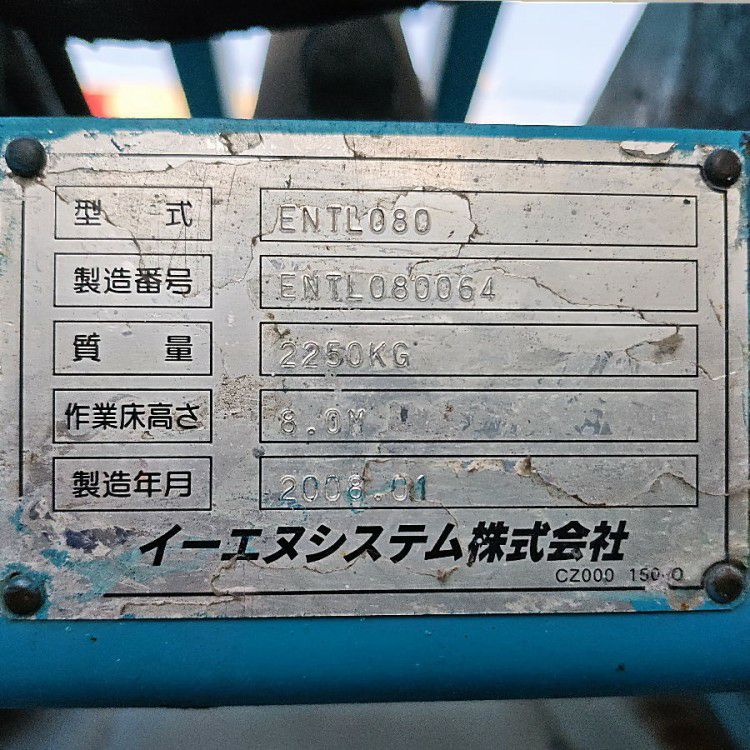 型 式 ENTL080
製造番号 ENTL080064
質 量 2250KG
作業床高さ 8.0M
製造年月 2008.01
イーエヌシステム株式会社
CZ000 150-0